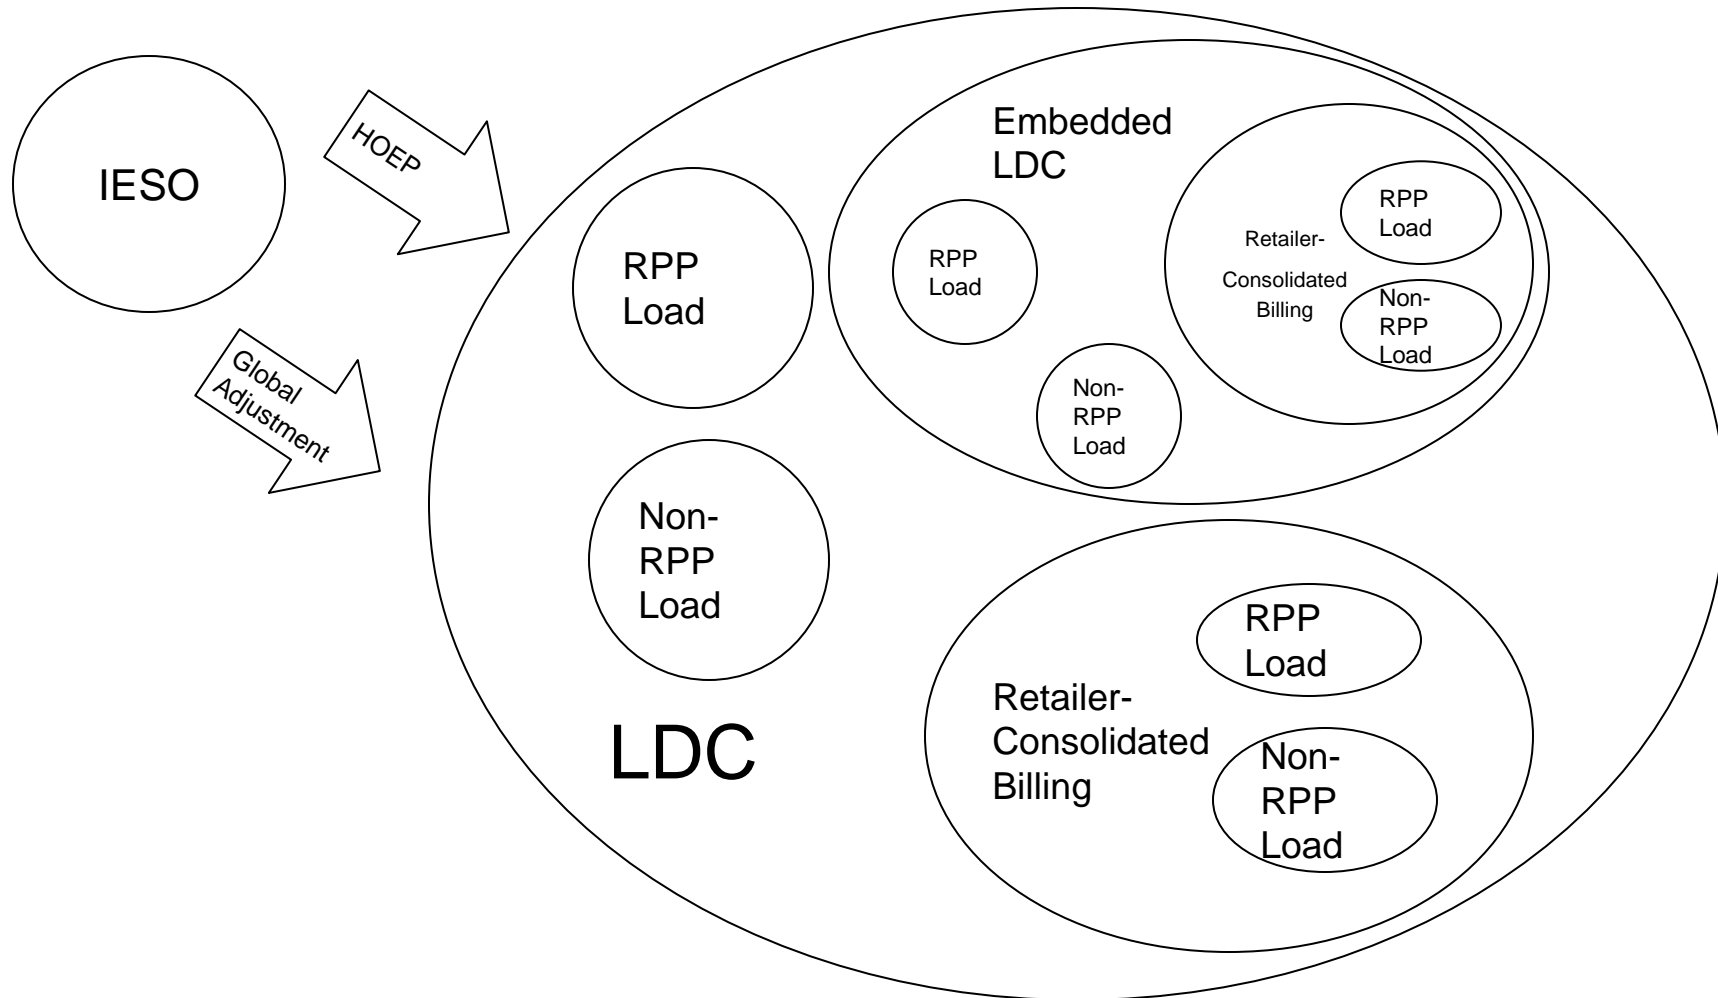 IESO
HOEP
Global
Adjustment
RPP
Load
Non-
RPP
Load
LDC
Embedded
LDC
RPP
Load
Non-
RPP
Load
Retailer-
Consolidated
Billing
RPP
Load
Non-
RPP
Load
Retailer-
Consolidated
Billing
RPP
Load
Non-
RPP
Load